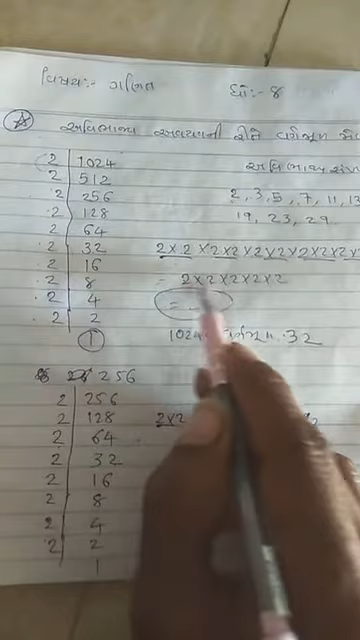 વિષય:- ગણિત
ધો:- 8
અવિભાજ્ય અવયવની રીતે વર્ગમૂળ
2 1024
2 512
2 256
2 128
2 64
2 32
2 16
2 8
2 4
2 2
1
2, 3, 5, 7, 11, 13
19, 23, 29
2 x 2 x 2 x 2 x 2 x 2 x 2 x 2 x 2 x 2
= 2 x 2 x 2 x 2 x 2
=
1024 32
256
2 256
2 128
2 64
2 32
2 16
2 8
2 4
2 2
1
2x2